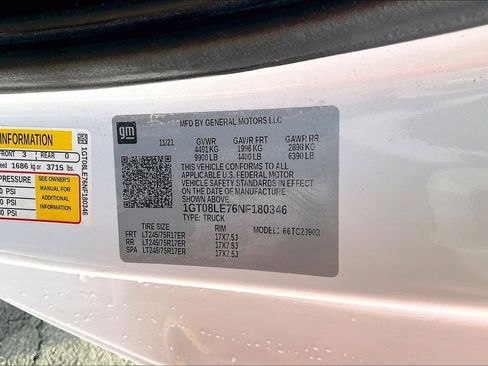 INFORMATION
FRONT 3 REAR 0
1686 kg or 3715 lbs.
PRESSURE
SEE OWNER'S
MANUAL FOR
ADDITIONAL
INFORMATION
PSI
PSI
PSI
1GT08LE76NF180346
gm
MFD BY GENERAL MOTORS LLC
11/21 GVWR GAWR FRT GAWR RR
4491 KG 1996 KG 2898 KG
9900 LB 4400 LB 6390 LB
THIS VEHICLE CONFORMS TO ALL
APPLICABLE U.S. FEDERAL MOTOR
VEHICLE SAFETY STANDARDS IN EFFECT
ON THE DATE OF MANUFACTURE
SHOWN ABOVE.
1GT08LE76NF180346
TYPE: TRUCK
TIRE SIZE RIM MODEL: 66TC20903
FRT LT245/75R17ER 17X7.5J
RR LT245/75R17ER 17X7.5J
SPA LT245/75R17ER 17X7.5J